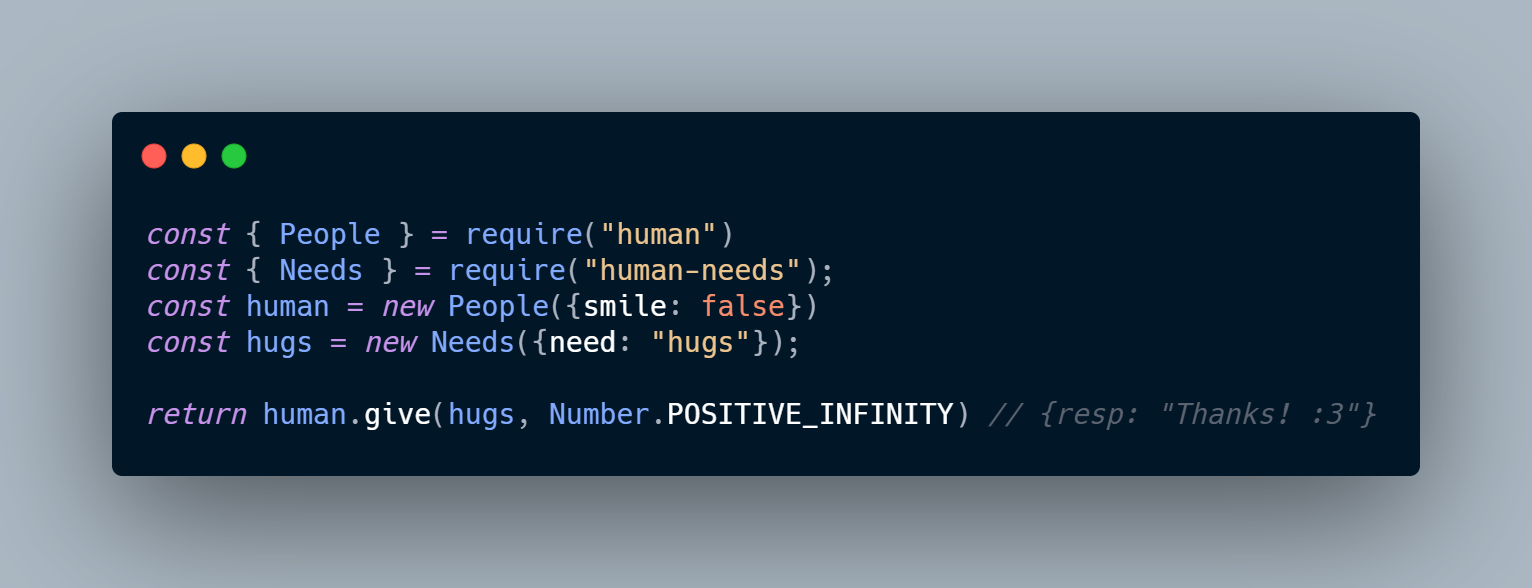 const { People } = require("human")
const { Needs } = require("human-needs");
const human = new People({smile: false})
const hugs = new Needs({need: "hugs"});
return human.give(hugs, Number.POSITIVE_INFINITY) // {resp: "Thanks! :3"}